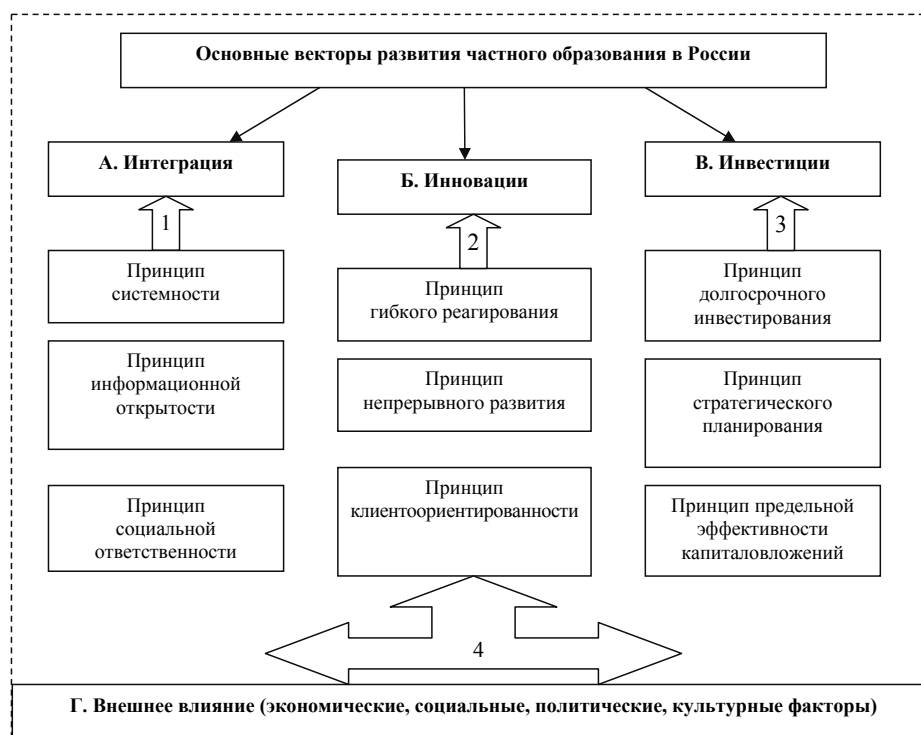 Основные векторы развития частного образования в России
А. Интеграция
Б. Инновации
В. Инвестиции
1
2
3
Принцип
системности
Принцип
гибкого реагирования
Принцип
долгосрочного
инвестирования
Принцип
информационной
открытости
Принцип
непрерывного развития
Принцип
стратегического
планирования
Принцип
социальной
ответственности
Принцип
клиентоориентированности
Принцип предельной
эффективности
капиталовложений
4
Г. Внешнее влияние (экономические, социальные, политические, культурные факторы)